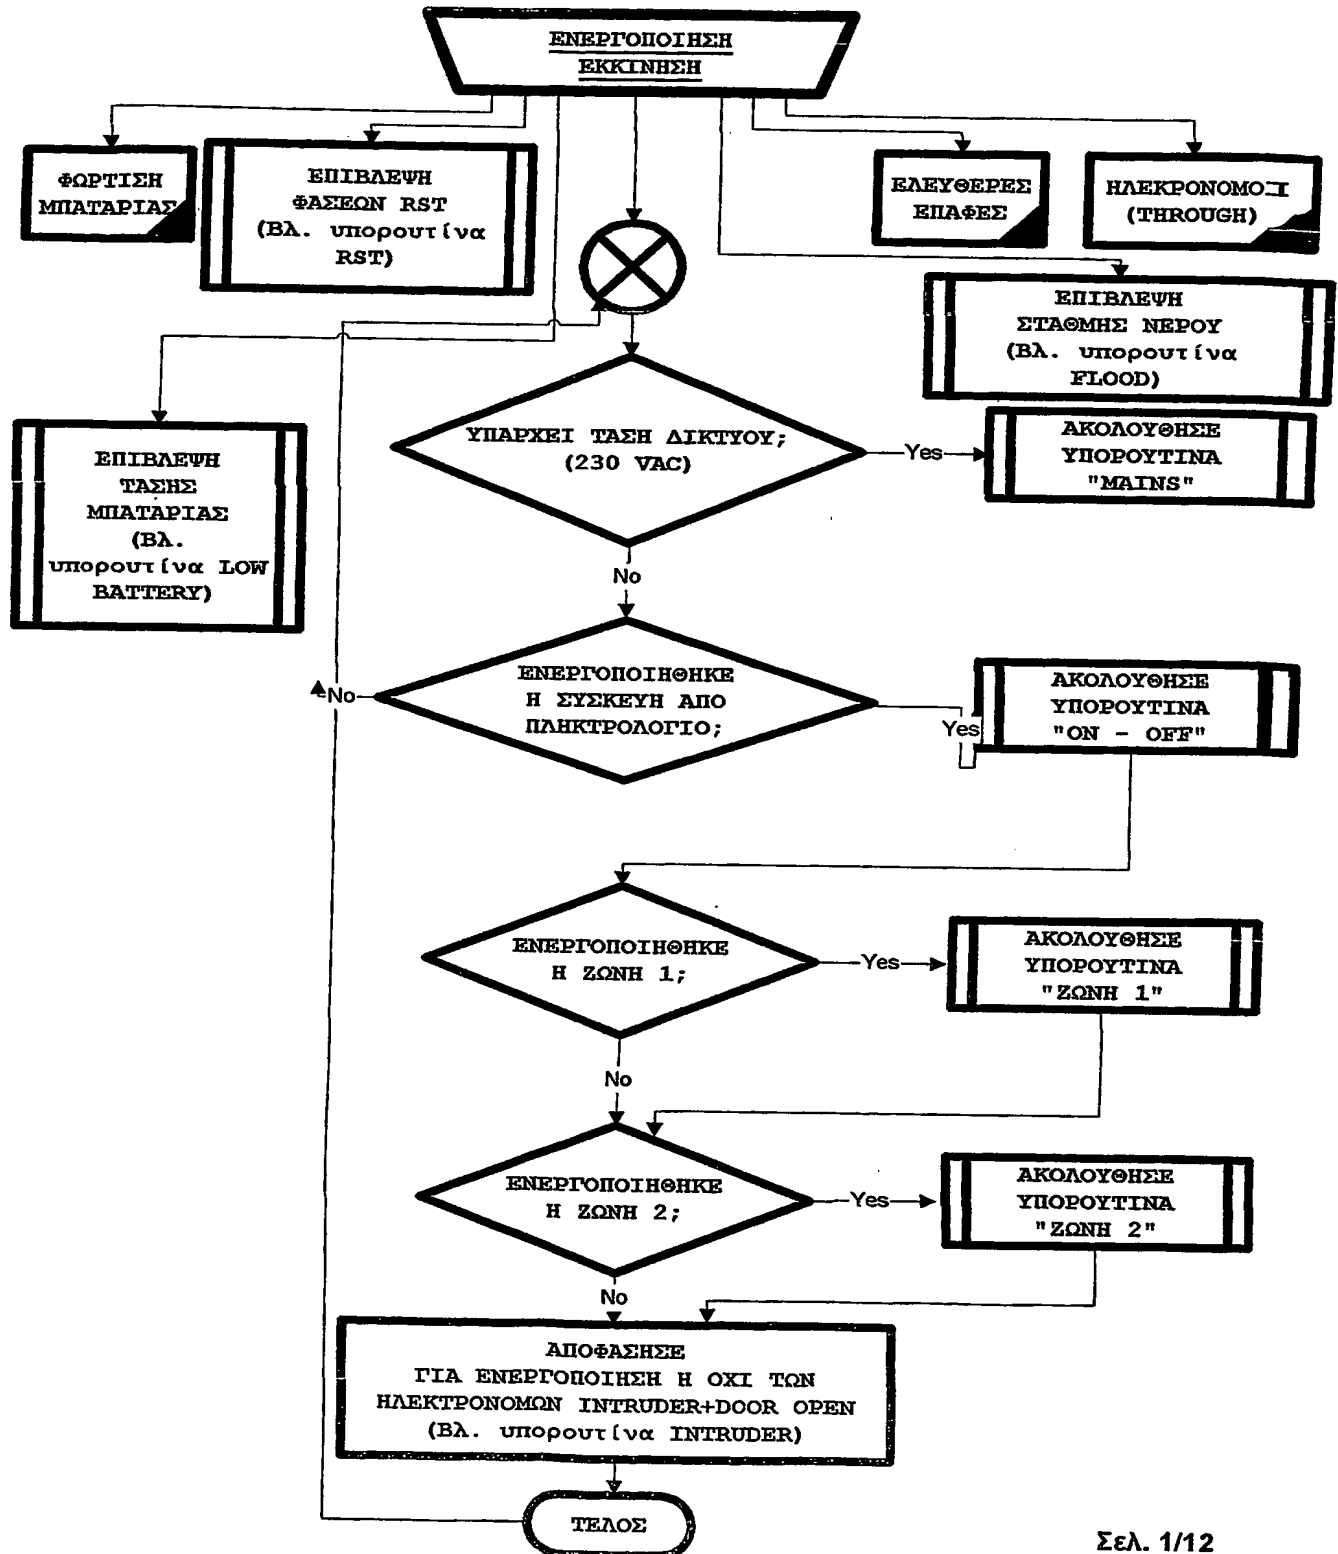 ΕΝΕΡΓΟΠΟΙΗΣΗ
ΕΚΚΙΝΗΣΗ
ΦΩΡΤΙΣΗ
ΜΠΑΤΑΡΙΑΣ
ΕΠΙΒΛΕΨΗ
ΦΑΣΕΩΝ RST
(Βλ. υπορουτίνα
RST)
ΕΛΕΥΘΕΡΕΣ
ΕΠΑΦΕΣ
ΗΛΕΚΡΟΝΟΜΟΙ
(THROUGH)
ΕΠΙΒΛΕΨΗ
ΣΤΑΘΜΗΣ ΝΕΡΟΥ
(Βλ. υπορουτίνα
FLOOD)
ΥΠΑΡΧΕΙ ΤΑΣΗ ΔΙΚΤΥΟΥ;
(230 VAC)
Yes
ΑΚΟΛΟΥΘΗΣΕ
ΥΠΟΡΟΥΤΙΝΑ
"MAINS"
ΕΠΙΒΛΕΨΗ
ΤΑΣΗΣ
ΜΠΑΤΑΡΙΑΣ
(Βλ.
υπορουτίνα LOW
BATTERY)
No
ΕΝΕΡΓΟΠΟΙΗΘΗΚΕ
Η ΣΥΣΚΕΥΗ ΑΠΟ
ΠΛΗΚΤΡΟΛΟΓΙΟ;
No
Yes
ΑΚΟΛΟΥΘΗΣΕ
ΥΠΟΡΟΥΤΙΝΑ
"ON - OFF"
ΕΝΕΡΓΟΠΟΙΗΘΗΚΕ
Η ΖΩΝΗ 1;
Yes
ΑΚΟΛΟΥΘΗΣΕ
ΥΠΟΡΟΥΤΙΝΑ
"ΖΩΝΗ 1"
No
ΕΝΕΡΓΟΠΟΙΗΘΗΚΕ
Η ΖΩΝΗ 2;
Yes
ΑΚΟΛΟΥΘΗΣΕ
ΥΠΟΡΟΥΤΙΝΑ
"ΖΩΝΗ 2"
No
ΑΠΟΦΑΣΗΣΕ
ΓΙΑ ΕΝΕΡΓΟΠΟΙΗΣΗ Η ΟΧΙ ΤΩΝ
ΗΛΕΚΤΡΟΝΟΜΩΝ INTRUDER+DOOR OPEN
(Βλ. υπορουτίνα INTRUDER)
ΤΕΛΟΣ
Σελ. 1/12